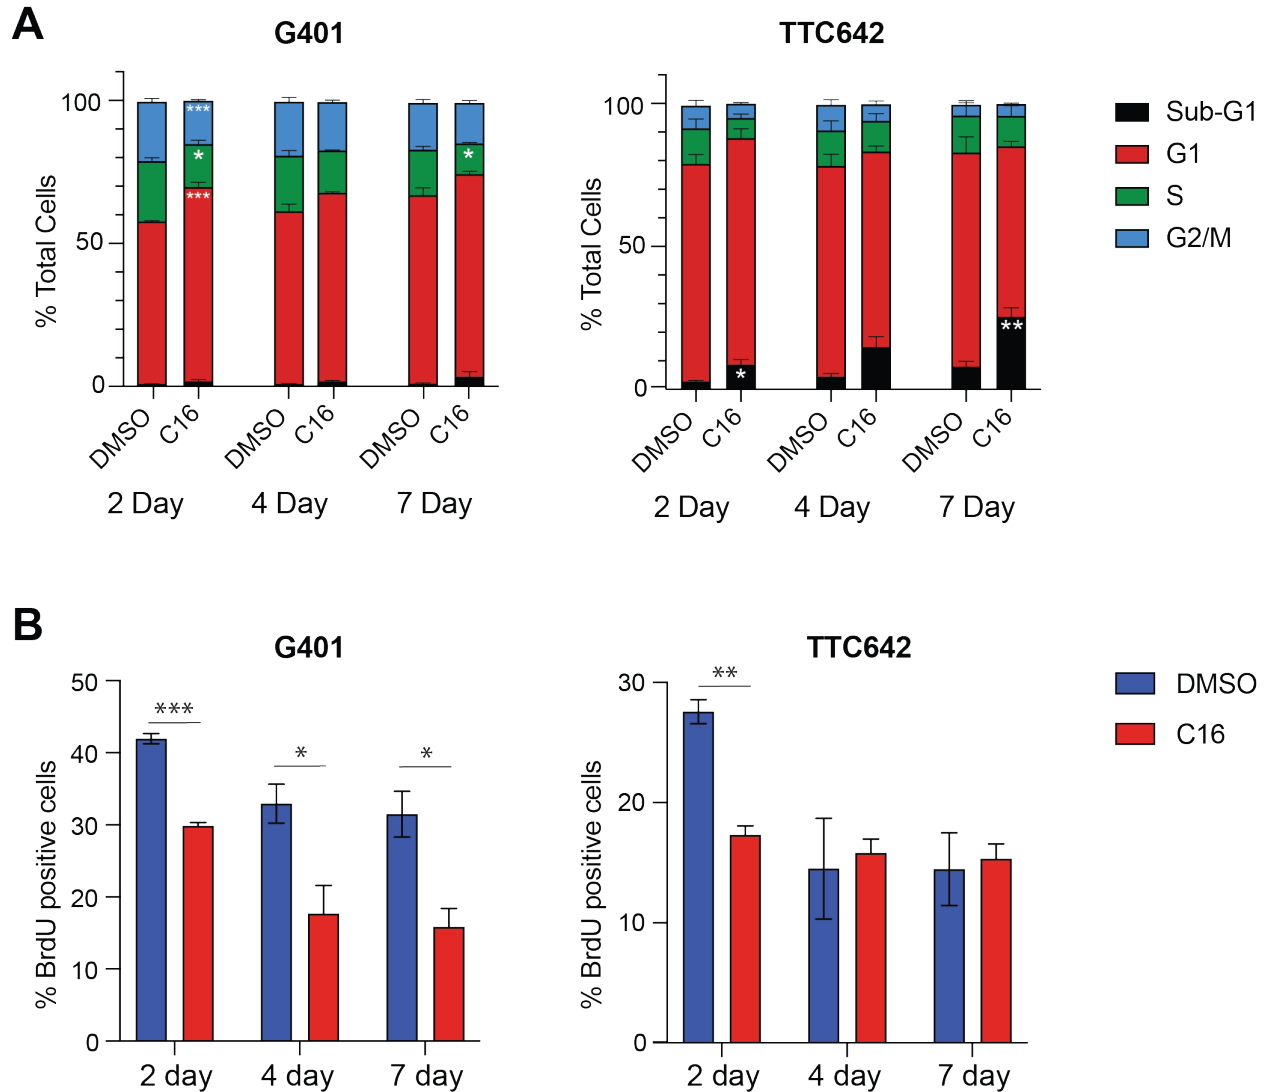 A
G401
TTC642
% Total Cells
100
50
0
***
*
***
*
DMSO
C16
DMSO
C16
DMSO
C16
2 Day
4 Day
7 Day
% Total Cells
100
50
0
*
**
DMSO
C16
DMSO
C16
DMSO
C16
2 Day
4 Day
7 Day
Sub-G1
G1
S
G2/M
B
G401
TTC642
% BrdU positive cells
50
40
30
20
10
0
***
*
*
2 day
4 day
7 day
% BrdU positive cells
30
20
10
0
**
2 day
4 day
7 day
DMSO
C16